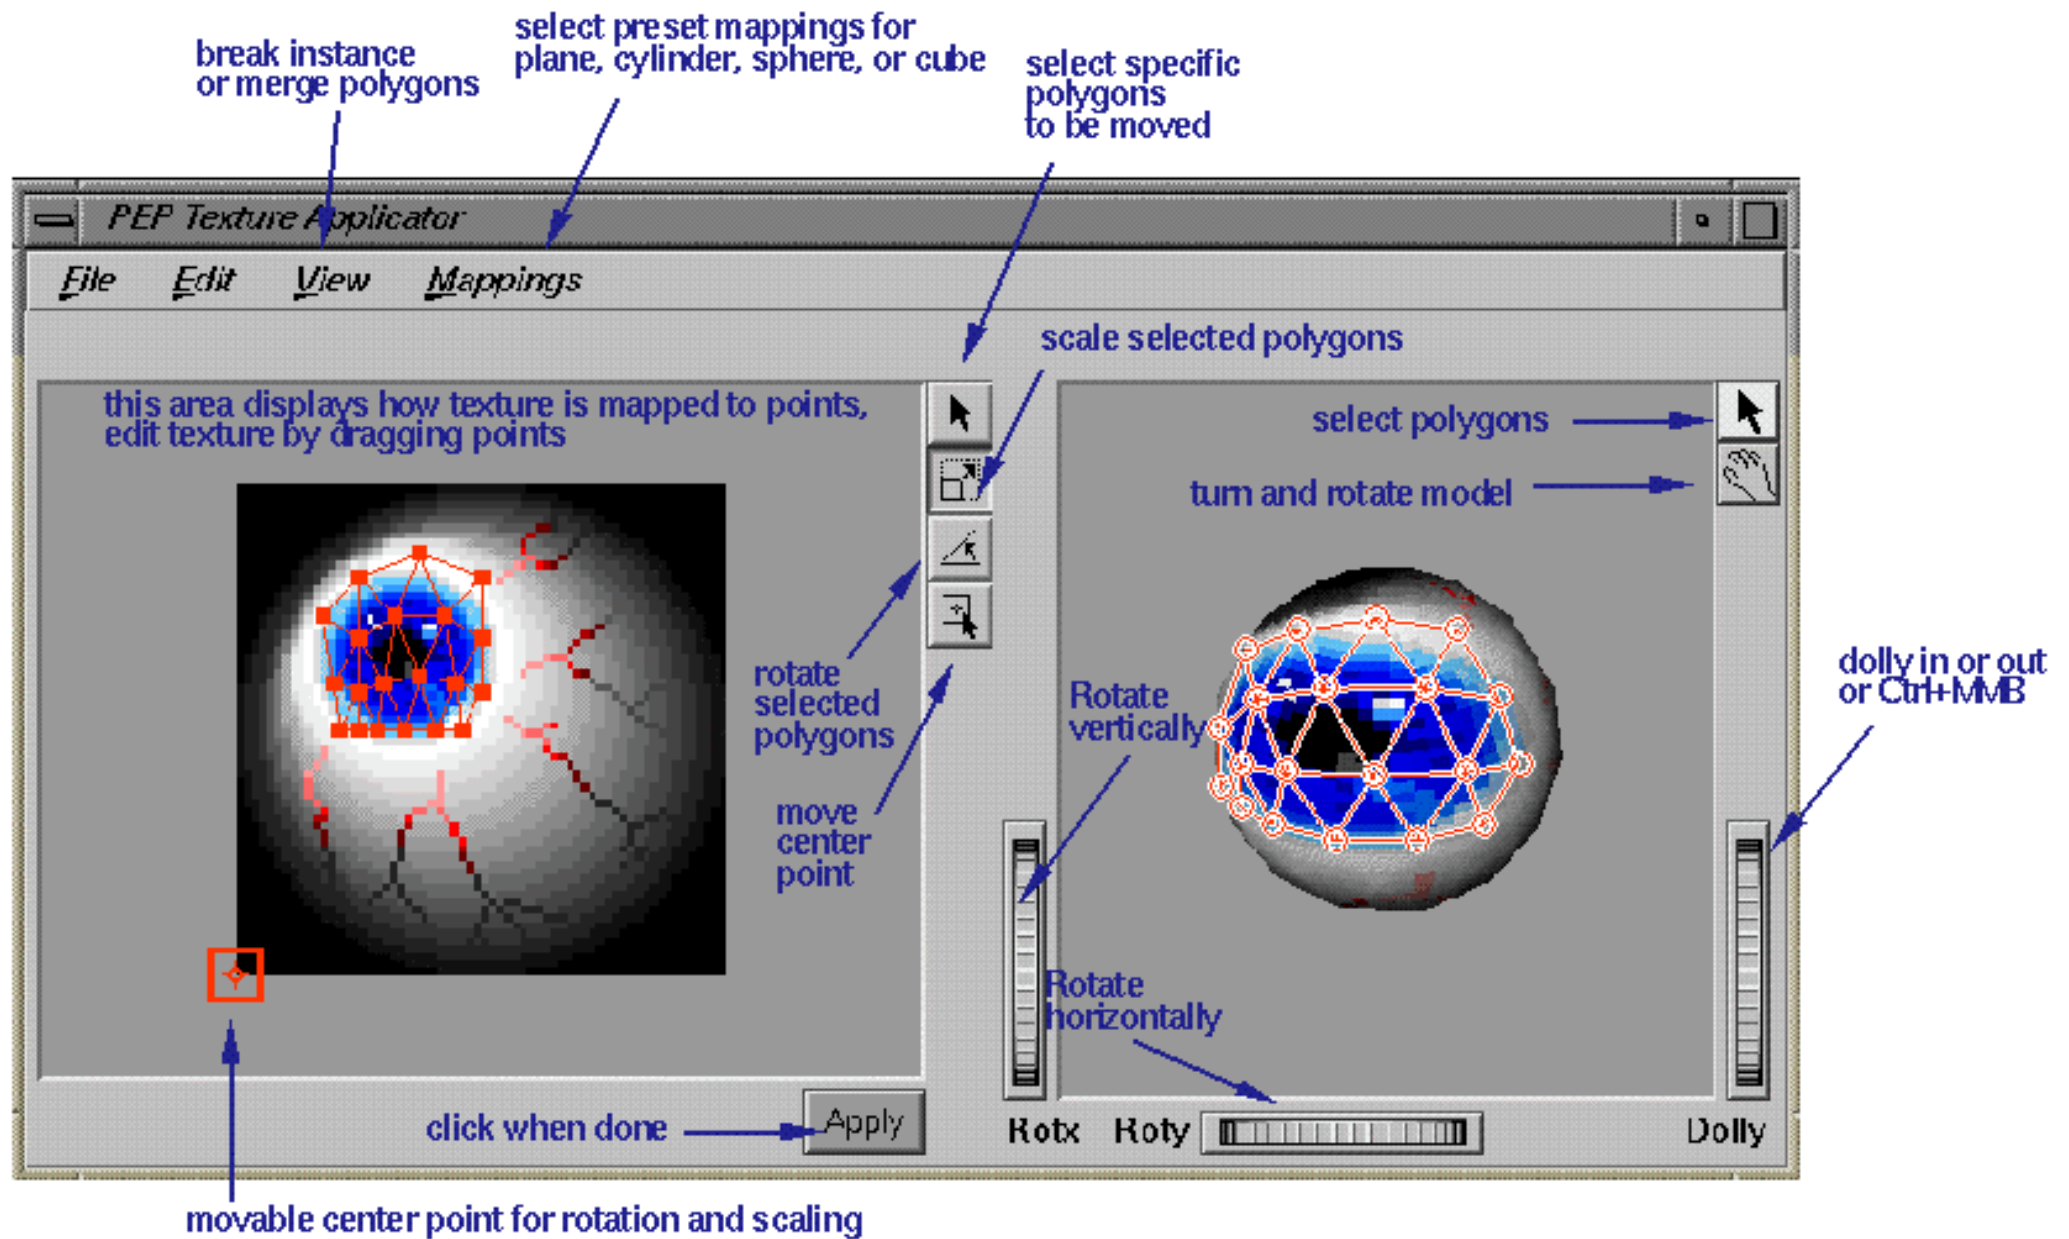 select preset mappings for
plane, cylinder, sphere, or cube
break instance
or merge polygons
select specific
polygons
to be moved
PEP Texture Applicator
File Edit View Mappings
scale selected polygons
this area displays how texture is mapped to points,
edit texture by dragging points
select polygons
turn and rotate model
rotate
selected
polygons
Rotate
vertically
dolly in or out
or Ctrl+MMB
move
center
point
Rotate
horizontally
click when done
Apply
Rotx Roty Dolly
movable center point for rotation and scaling